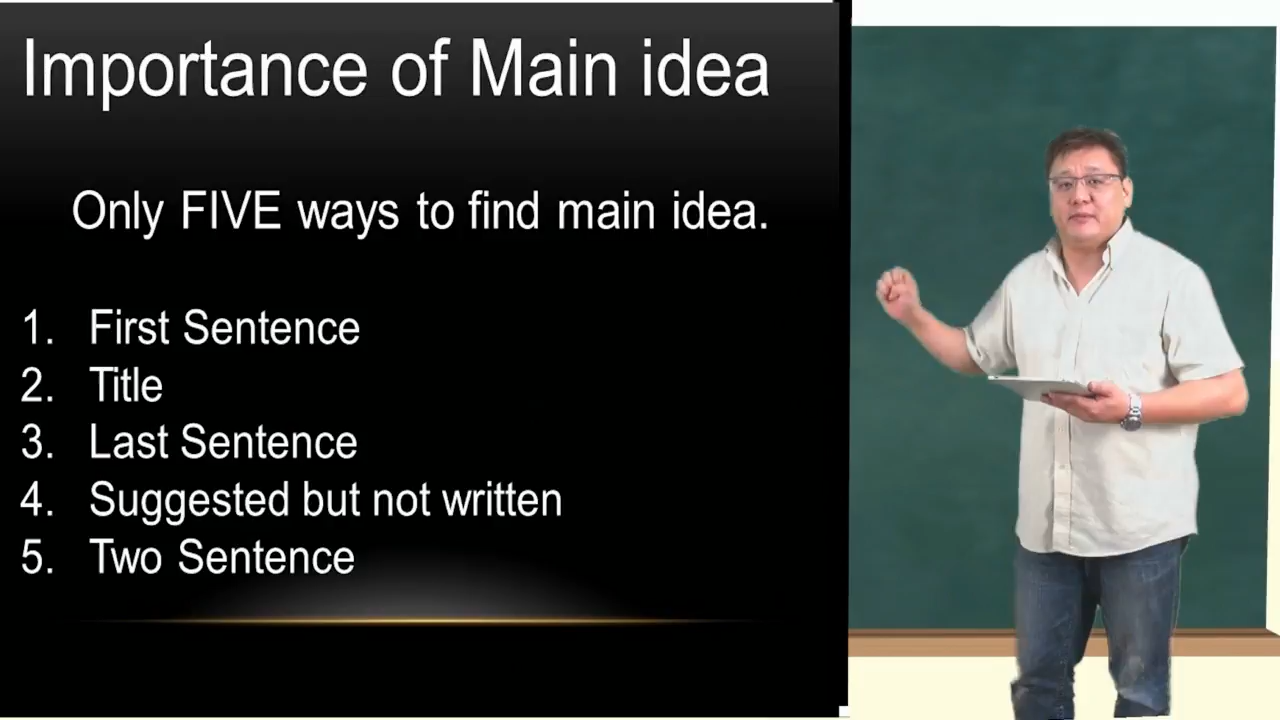 Importance of Main idea
Only FIVE ways to find main idea.
1. First Sentence
2. Title
3. Last Sentence
4. Suggested but not written
5. Two Sentence